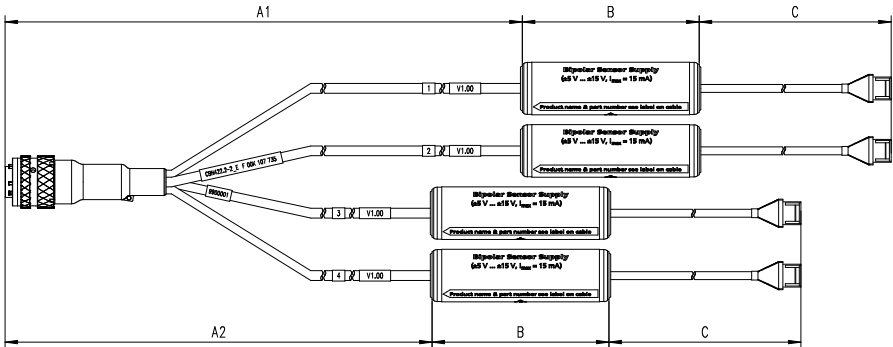 A1 B C
Bipolar Sensor Supply
(±5 V ... ±15 V, Imax = 15 mA)
1 V1.00
Product name & part number see label on cable
Bipolar Sensor Supply
(±5 V ... ±15 V, Imax = 15 mA)
2 V1.00
Product name & part number see label on cable
CBM422.2-2_E F 00K 107 735
9900001
Bipolar Sensor Supply
(±5 V ... ±15 V, Imax = 15 mA)
3 V1.00
Product name & part number see label on cable
Bipolar Sensor Supply
(±5 V ... ±15 V, Imax = 15 mA)
4 V1.00
Product name & part number see label on cable
A2 B C